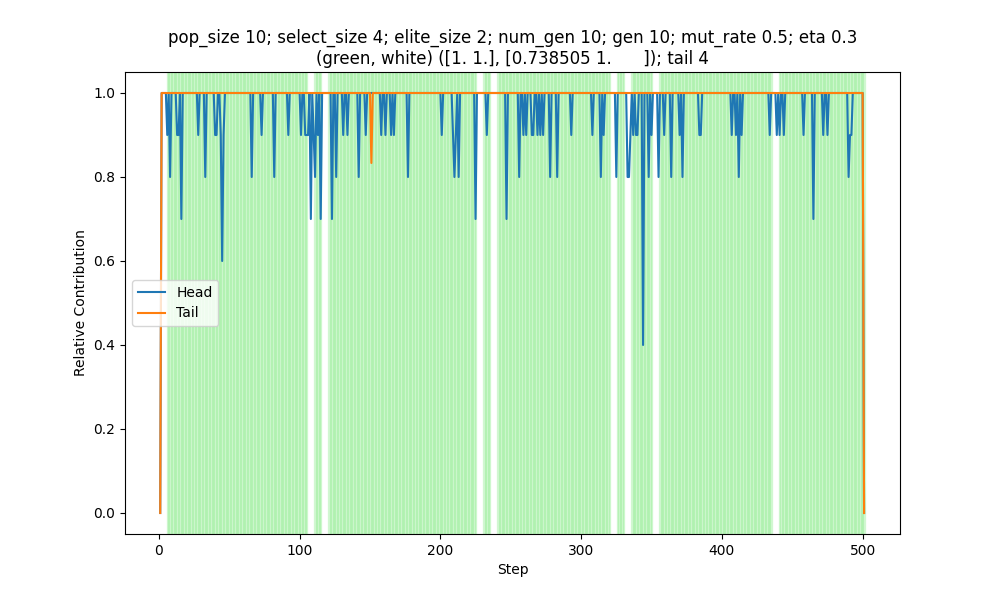 pop_size 10; select_size 4; elite_size 2; num_gen 10; gen 10; mut_rate 0.5; eta 0.3
(green, white) ([1. 1.], [0.738505 1.      ]); tail 4
1.0
0.8
0.6
0.4
0.2
0.0
Relative Contribution
Head
Tail
0
100
200
300
400
500
Step